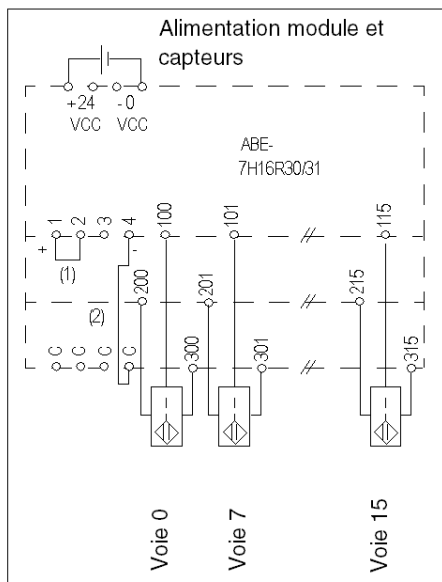 Alimentation module et
capteurs
+24 -0
VCC VCC
ABE-
7H16R30/31
1 2 3 4 100 101 115
+ -
(1)
200 201 215
(2)
C C C C 300 301 315
Voie 0 Voie 7 Voie 15